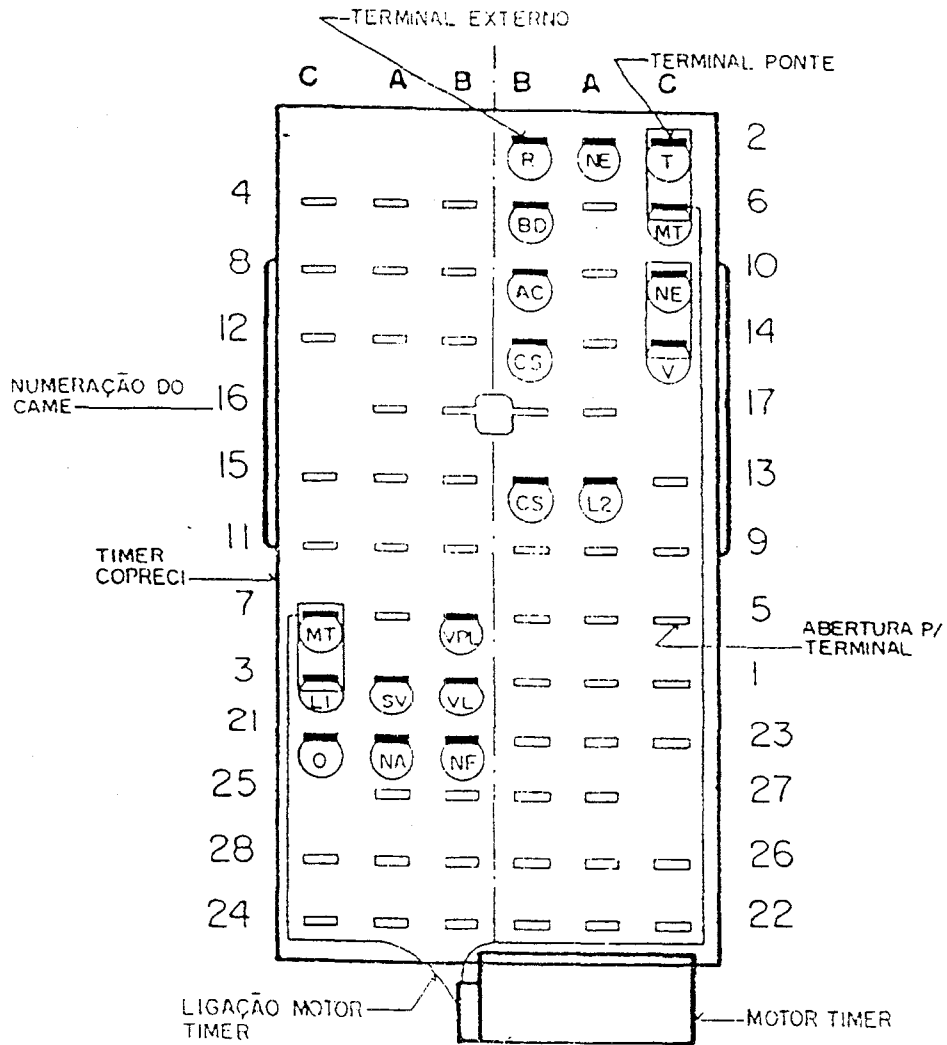 TERMINAL EXTERNO
TERMINAL PONTE
C A B B A C
R NE T 2
4 BD MT 6
8 AC NE 10
12 CS V 14
NUMERAÇÃO DO
CAME
16 17
15 CS L2 13
11 9
TIMER
COPRECI
7 MT VPL 5
ABERTURA P/
TERMINAL
3 L1 SV VL 1
21 O NA NF 23
25 27
28 26
24 22
LIGAÇÃO MOTOR
TIMER
MOTOR TIMER